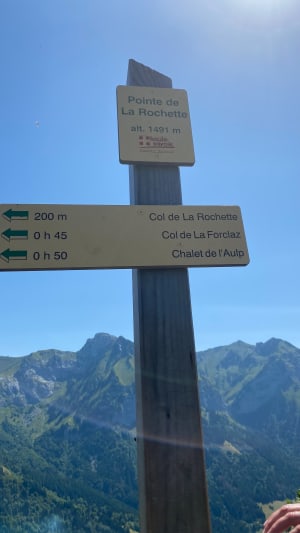 Pointe de
La Rochette
alt. 1491 m
Haute
200 m Col de La Rochette
0 h 45 Col de La Forclaz
0 h 50 Chalet de l'Aulp